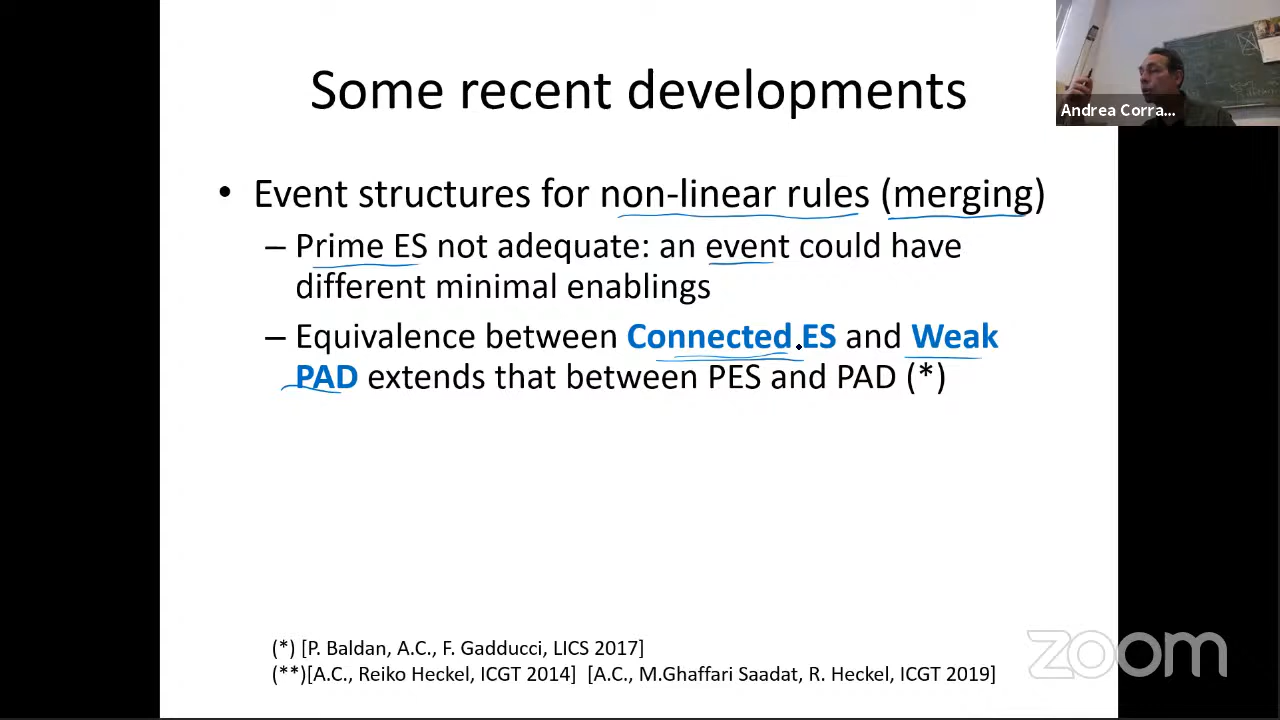 Some recent developments
Andrea Corra...
• Event structures for non-linear rules (merging)
– Prime ES not adequate: an event could have
different minimal enablings
– Equivalence between Connected ES and Weak
PAD extends that between PES and PAD (*)
(*) [P. Baldan, A.C., F. Gadducci, LICS 2017]
(**)[A.C., Reiko Heckel, ICGT 2014] [A.C., M.Ghaffari Saadat, R. Heckel, ICGT 2019]
zoom